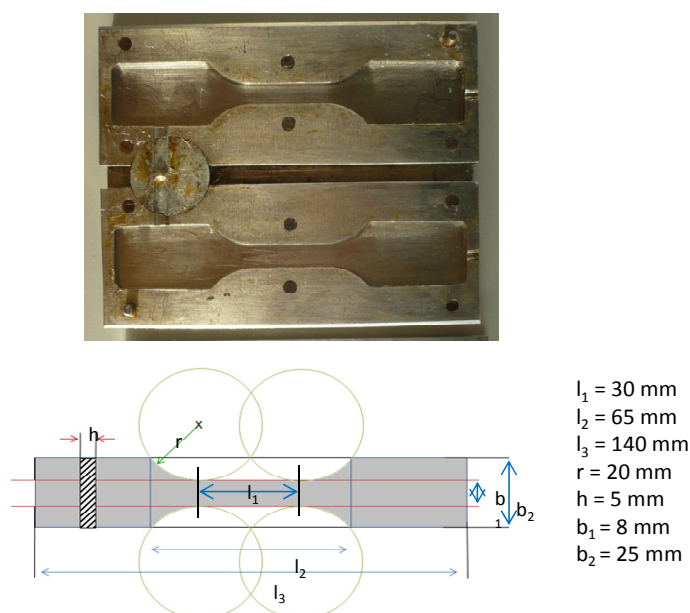 h
r
x
l₁
b₁
b₂
l₂
l₃
l₁ = 30 mm
l₂ = 65 mm
l₃ = 140 mm
r = 20 mm
h = 5 mm
b₁ = 8 mm
b₂ = 25 mm